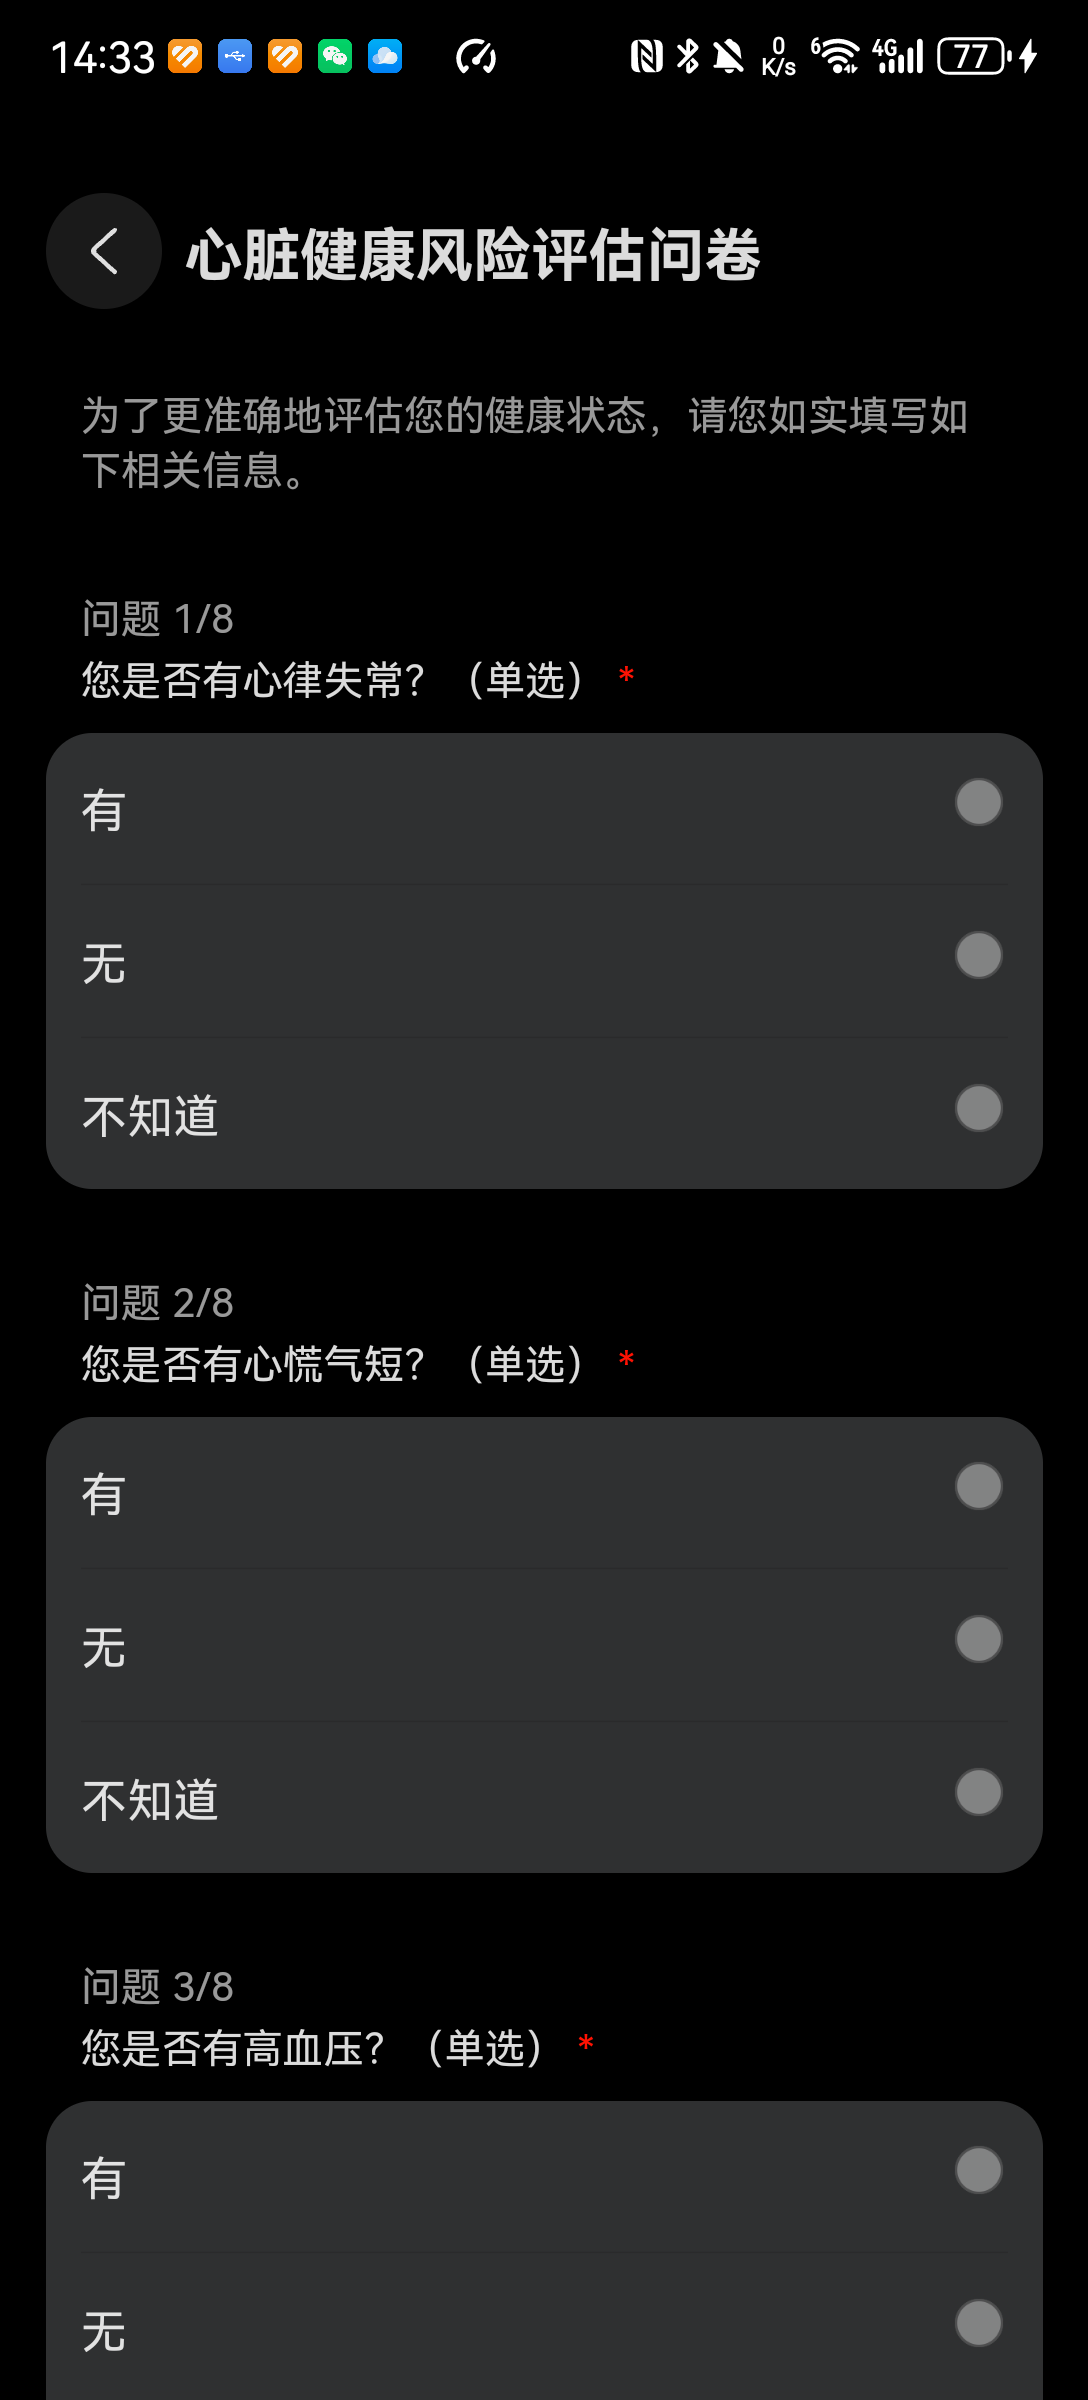 14:33
0
K/s
6
4G
77
心脏健康风险评估问卷
为了更准确地评估您的健康状态，请您如实填写如
下相关信息。
问题 1/8
您是否有心律失常？（单选） *
有
无
不知道
问题 2/8
您是否有心慌气短？（单选） *
有
无
不知道
问题 3/8
您是否有高血压？（单选） *
有
无